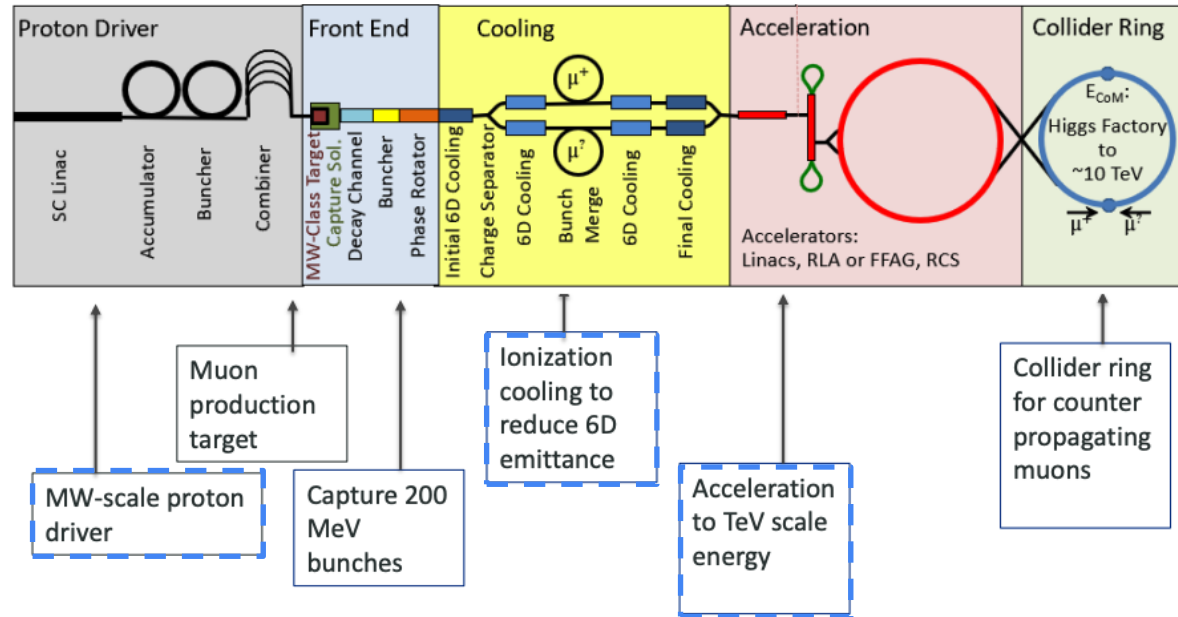 Proton Driver
Front End
Cooling
Acceleration
Collider Ring
SC Linac
Accumulator
Buncher
Combiner
MW-Class Target
Capture Sol.
Decay Channel
Buncher
Phase Rotator
Initial 6D Cooling
Charge Separator
6D Cooling
μ+
μ?
Bunch
Merge
6D Cooling
Final Cooling
Accelerators:
Linacs, RLA or FFAG, RCS
ECoM:
Higgs Factory
to
~10 TeV
μ+ μ?
MW-scale proton
driver
Muon
production
target
Capture 200
MeV
bunches
Ionization
cooling to
reduce 6D
emittance
Acceleration
to TeV scale
energy
Collider ring
for counter
propagating
muons